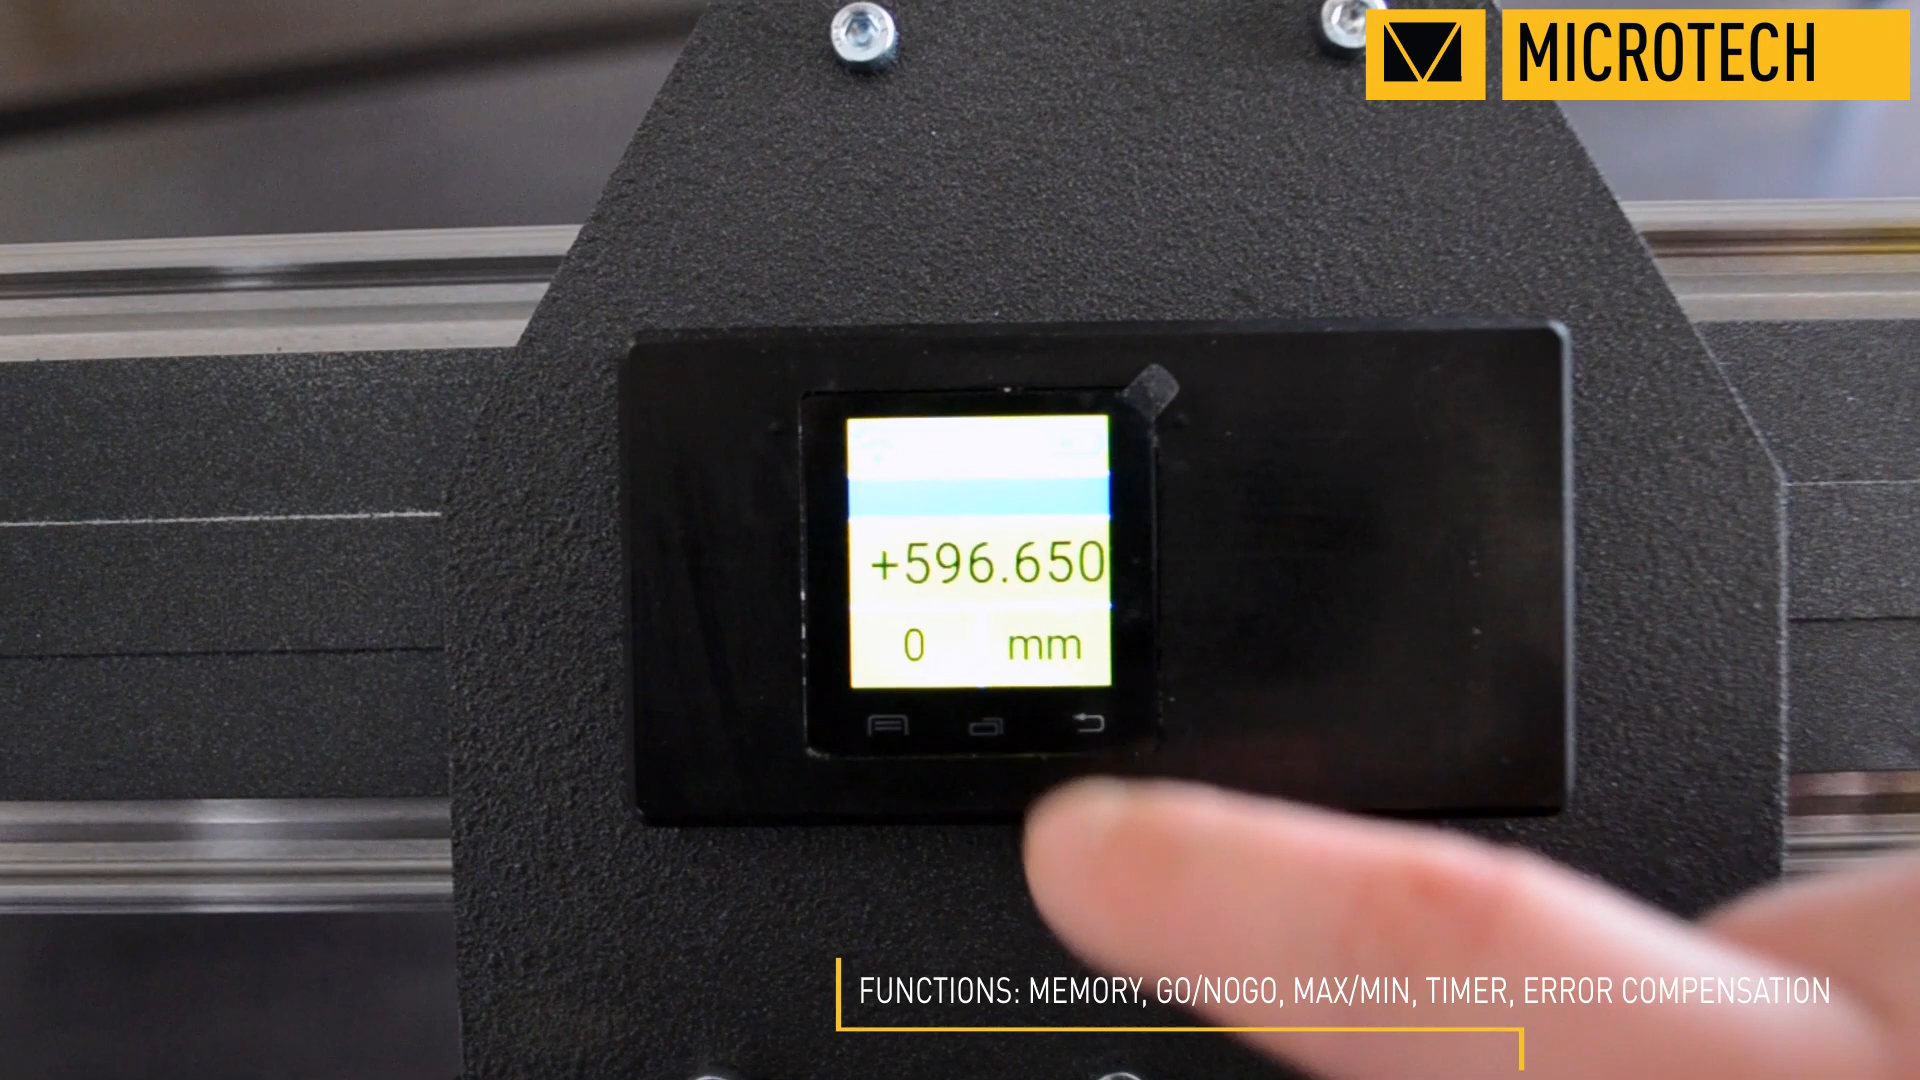 MICROTECH
+596.650
0 mm
FUNCTIONS: MEMORY, GO/NOGO, MAX/MIN, TIMER, ERROR COMPENSATION